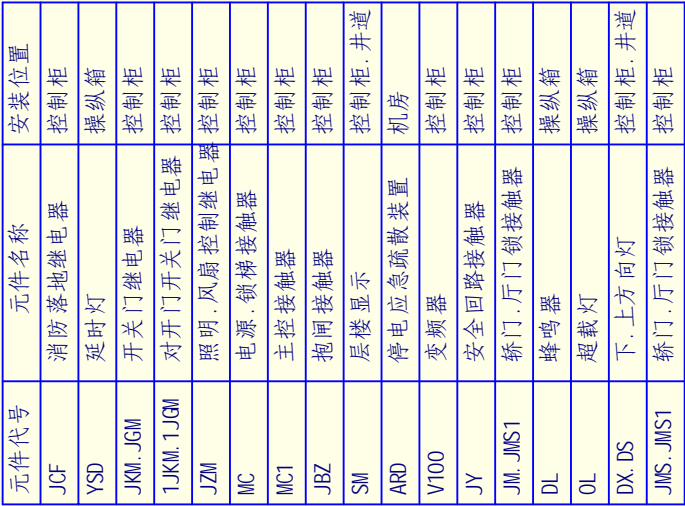 元件代号 元件名称 安装位置
JCF 消防落地继电器 控制柜
YSD 延时灯 操纵箱
JKM.JGM 开关门继电器 控制柜
1JKM.1JGM 对开门开关门继电器 控制柜
JZM 照明.风扇控制继电器 控制柜
MC 电源.锁梯接触器 控制柜
MC1 主控接触器 控制柜
JBZ 抱闸接触器 控制柜
SM 层楼显示 控制柜.井道
ARD 停电应急疏散装置 机房
V100 变频器 控制柜
JY 安全回路接触器 控制柜
JM.JMS1 轿门.厅门锁接触器 控制柜
DL 蜂鸣器 操纵箱
OL 超载灯 操纵箱
DX.DS 下.上方向灯 控制柜.井道
JMS.JMS1 轿门.厅门锁接触器 控制柜